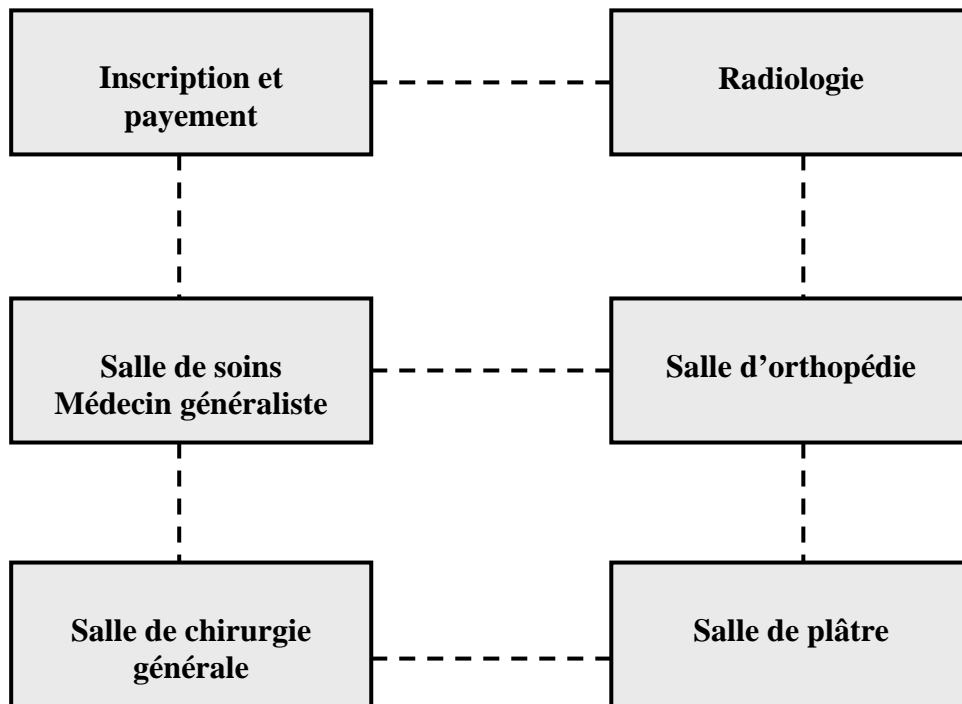 Inscription et
payement
Radiologie
Salle de soins
Médecin généraliste
Salle d’orthopédie
Salle de chirurgie
générale
Salle de plâtre